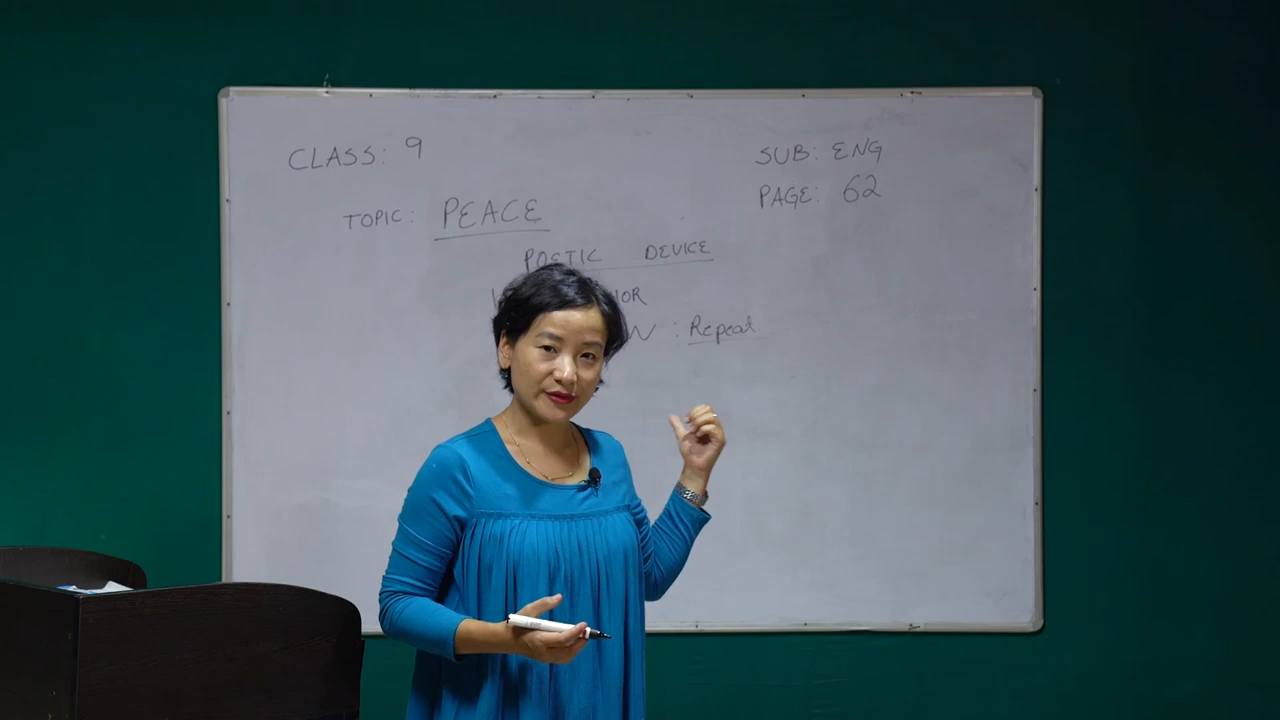 CLASS: 9
SUB: ENG
PAGE: 62
TOPIC: PEACE
POETIC DEVICE
: Repeat